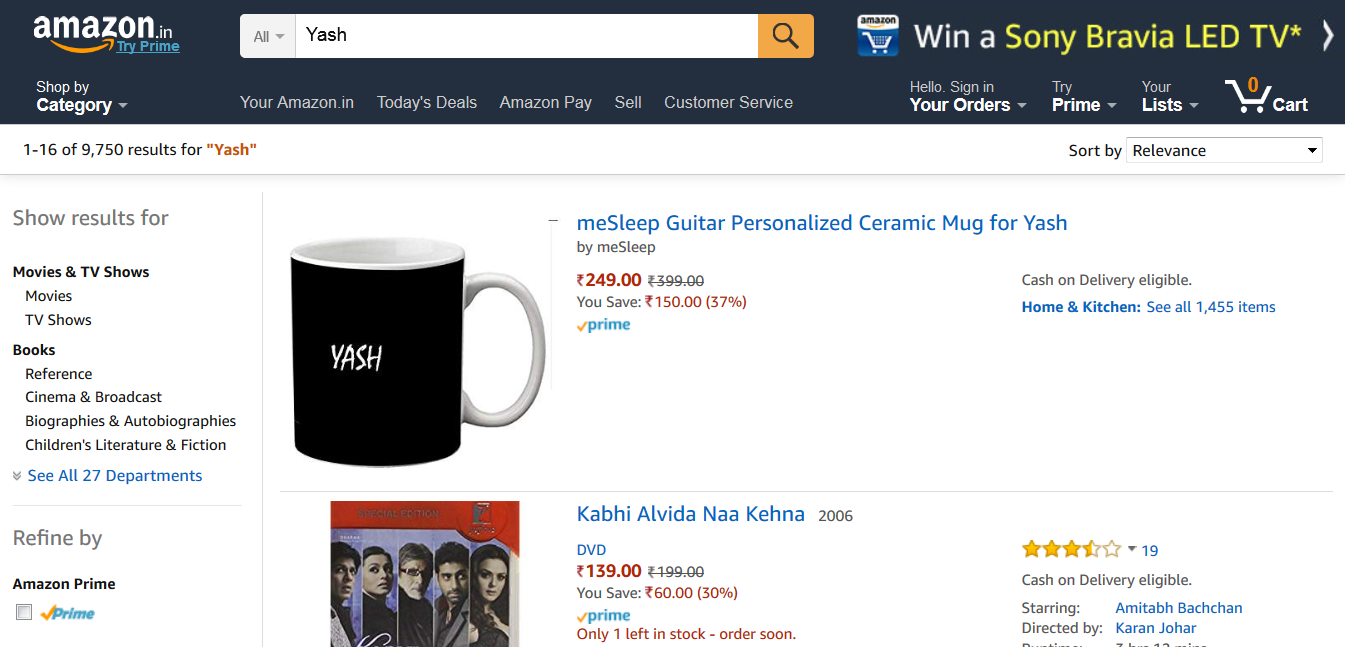 amazon.in
Try Prime
All
Yash
amazon
Win a Sony Bravia LED TV*
Shop by
Category
Your Amazon.in
Today's Deals
Amazon Pay
Sell
Customer Service
Hello. Sign in
Your Orders
Try
Prime
Your
Lists
0
Cart
1-16 of 9,750 results for "Yash"
Sort by
Relevance
Show results for
Movies & TV Shows
Movies
TV Shows
Books
Reference
Cinema & Broadcast
Biographies & Autobiographies
Children's Literature & Fiction
See All 27 Departments
Refine by
Amazon Prime
Prime
YASH
meSleep Guitar Personalized Ceramic Mug for Yash
by meSleep
₹249.00 ₹399.00
You Save: ₹150.00 (37%)
prime
Cash on Delivery eligible.
Home & Kitchen: See all 1,455 items
SPECIAL EDITION
Kabhi Alvida Naa Kehna 2006
DVD
₹139.00 ₹199.00
You Save: ₹60.00 (30%)
prime
Only 1 left in stock - order soon.
19
Cash on Delivery eligible.
Starring: Amitabh Bachchan
Directed by: Karan Johar